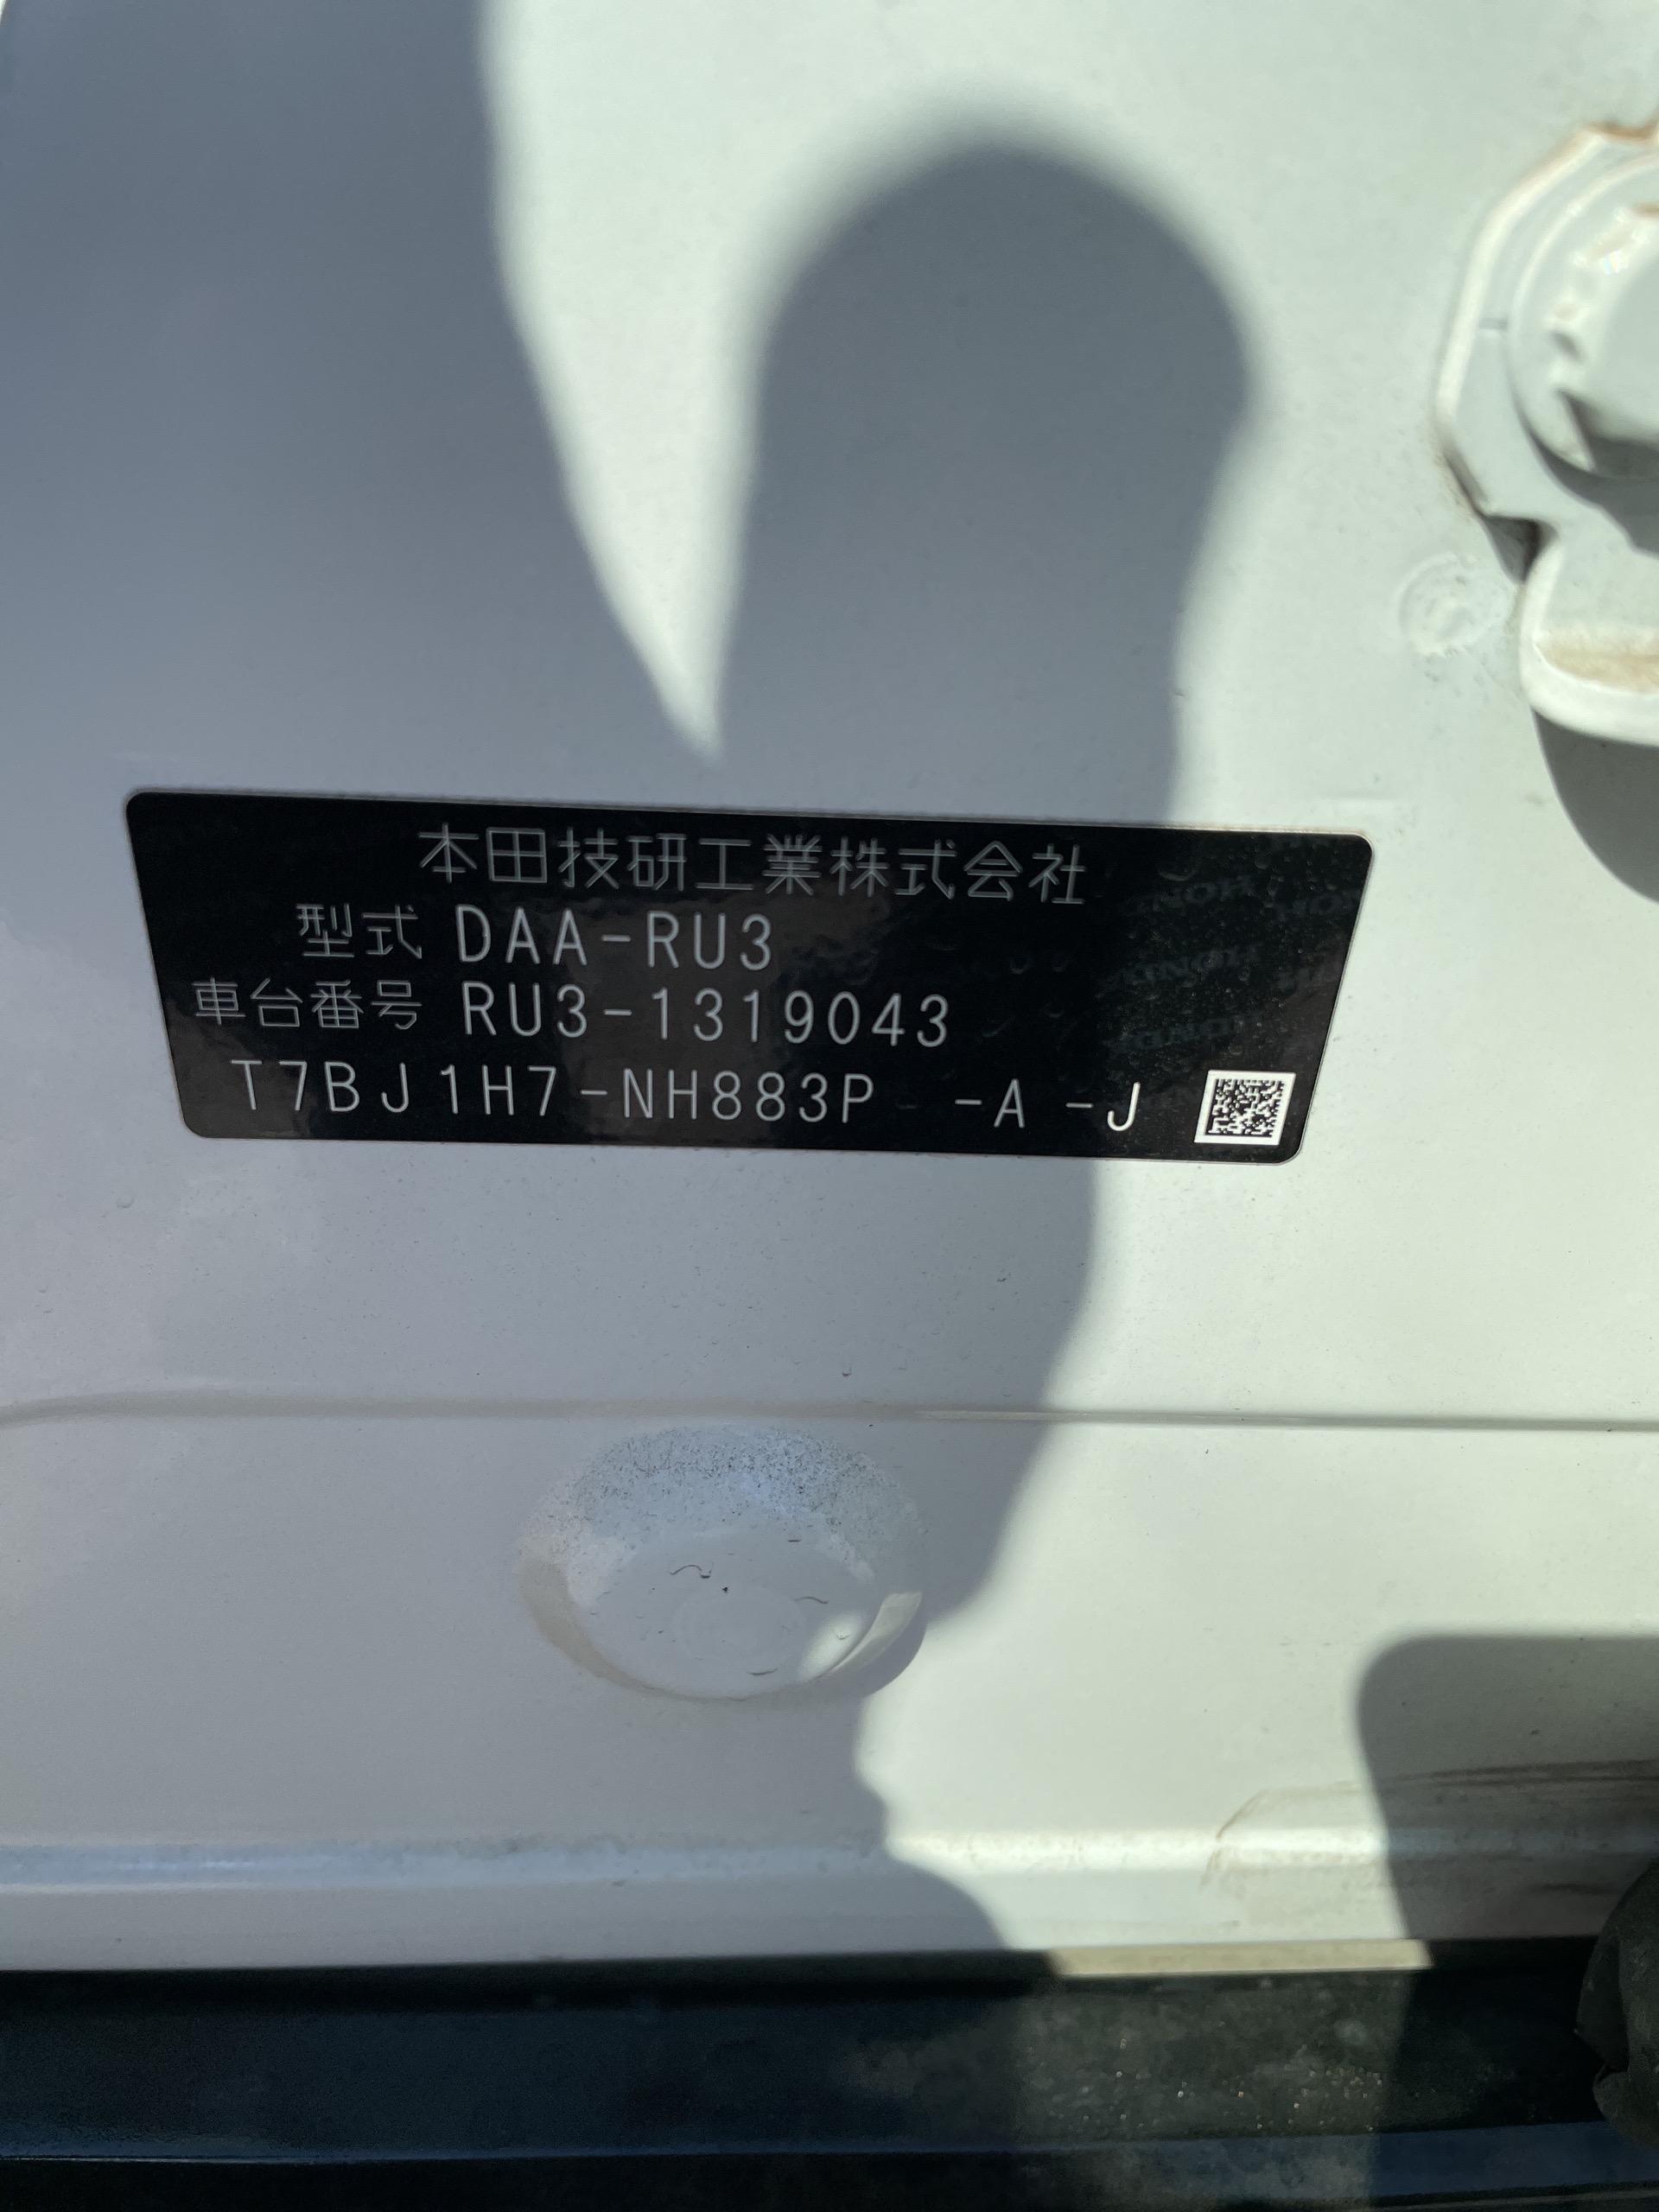 本田技研工業株式会社
型式 DAA-RU3
車台番号 RU3-1319043
T7BJ1H7-NH883P -A -J